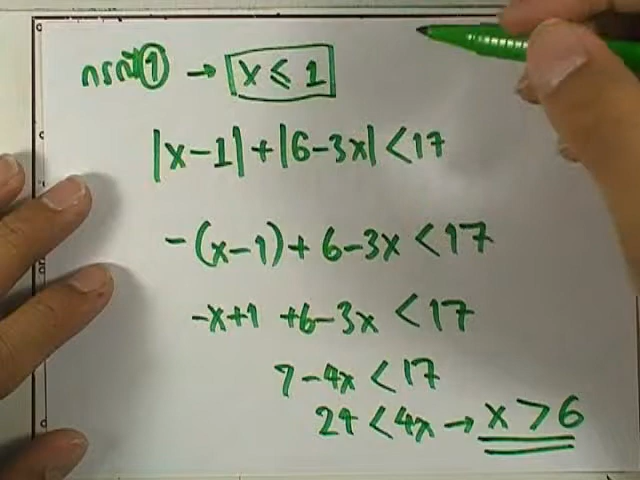 กรณี ① → x ≤ 1
|x-1|+|6-3x|<17
-(x-1)+6-3x<17
-x+1 +6-3x <17
7-4x <17
24 <4x → x >6